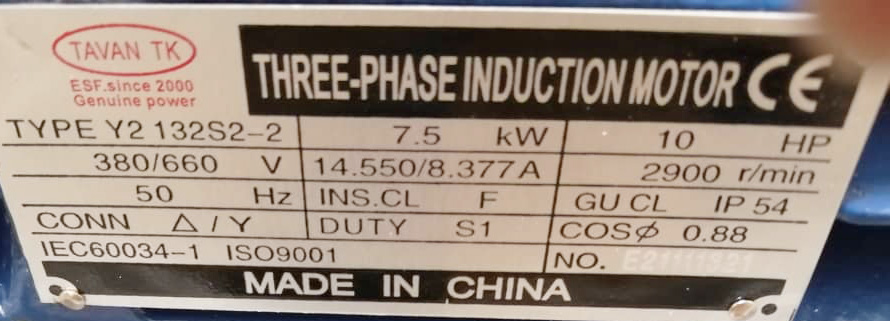 TAVAN TK
ESF.since 2000
Genuine power
THREE-PHASE INDUCTION MOTOR CE
TYPE Y2 132S2-2 7.5 kW 10 HP
380/660 V 14.550/8.377A 2900 r/min
50 Hz INS.CL F GU CL IP 54
CONN △ / Y DUTY S1 COSΦ 0.88
IEC60034-1 ISO9001 NO.
MADE IN CHINA